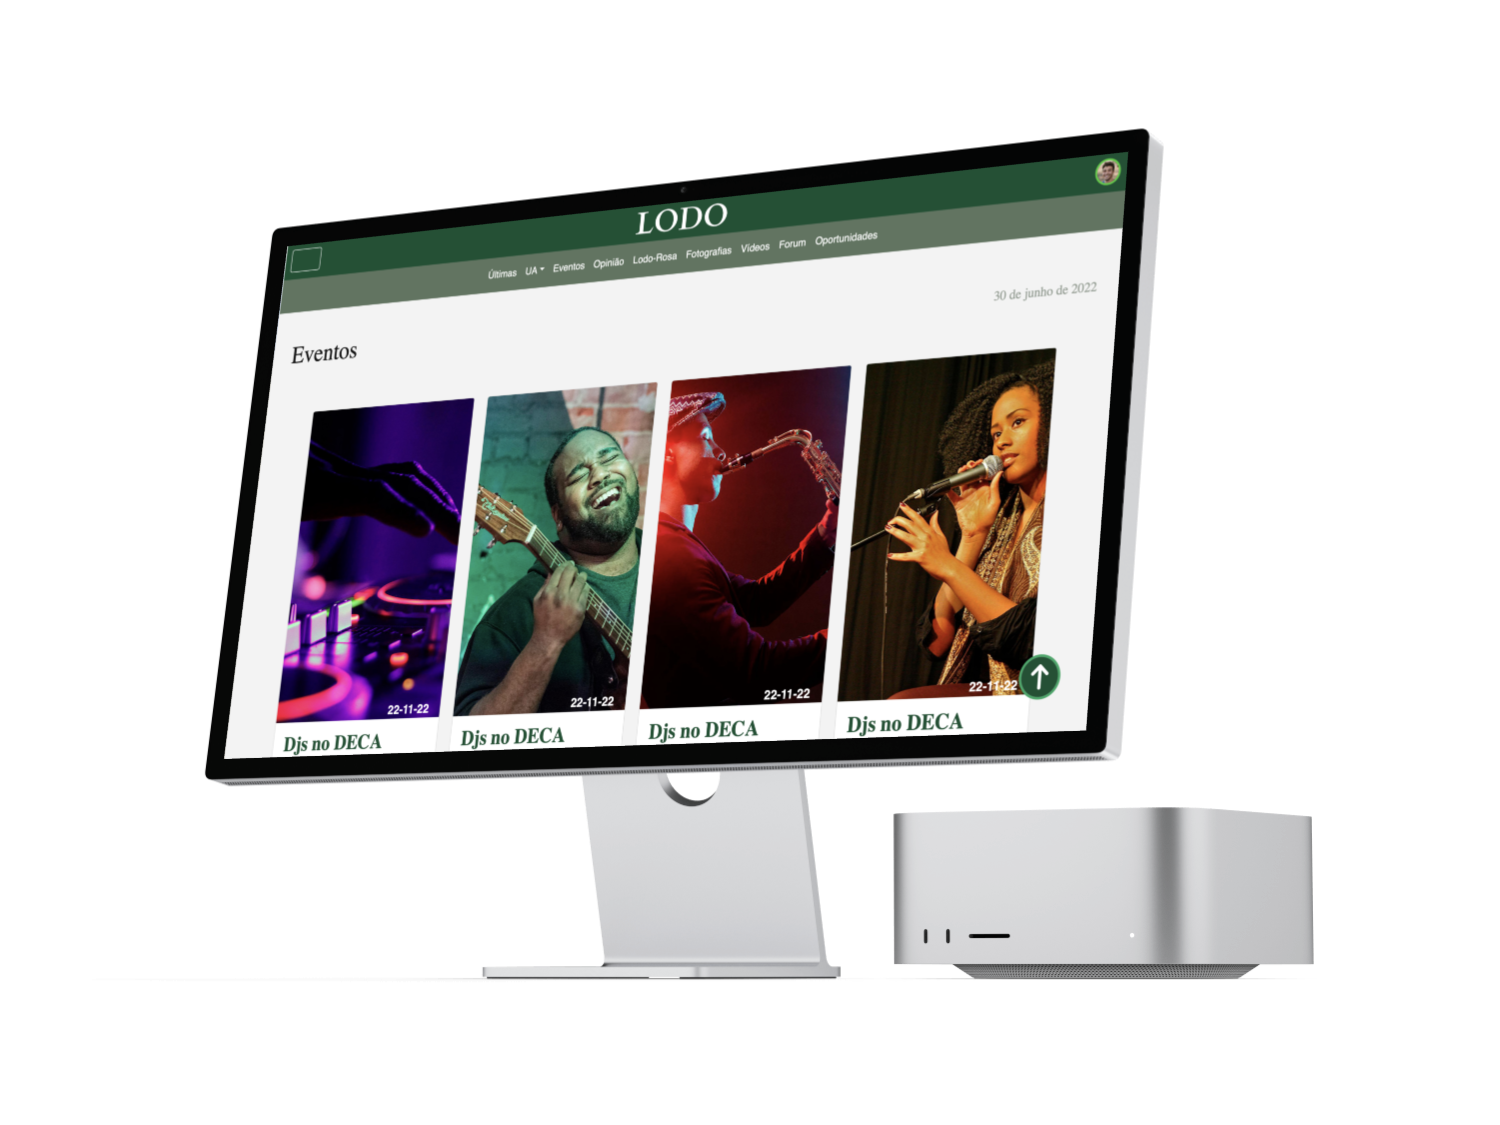 LODO
Últimas UA Eventos Opinião Lodo-Rosa Fotografias Vídeos Forum Oportunidades
30 de junho de 2022
Eventos
22-11-22
22-11-22
22-11-22
22-11-22
Djs no DECA
Djs no DECA
Djs no DECA
Djs no DECA